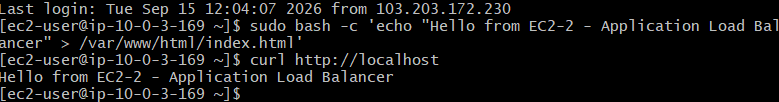 Last login: Tue Sep 15 12:04:07 2026 from 103.203.172.230
[ec2-user@ip-10-0-3-169 ~]$ sudo bash -c 'echo "Hello from EC2-2 - Application Load Bal
ancer" > /var/www/html/index.html'
[ec2-user@ip-10-0-3-169 ~]$ curl http://localhost
Hello from EC2-2 - Application Load Balancer
[ec2-user@ip-10-0-3-169 ~]$